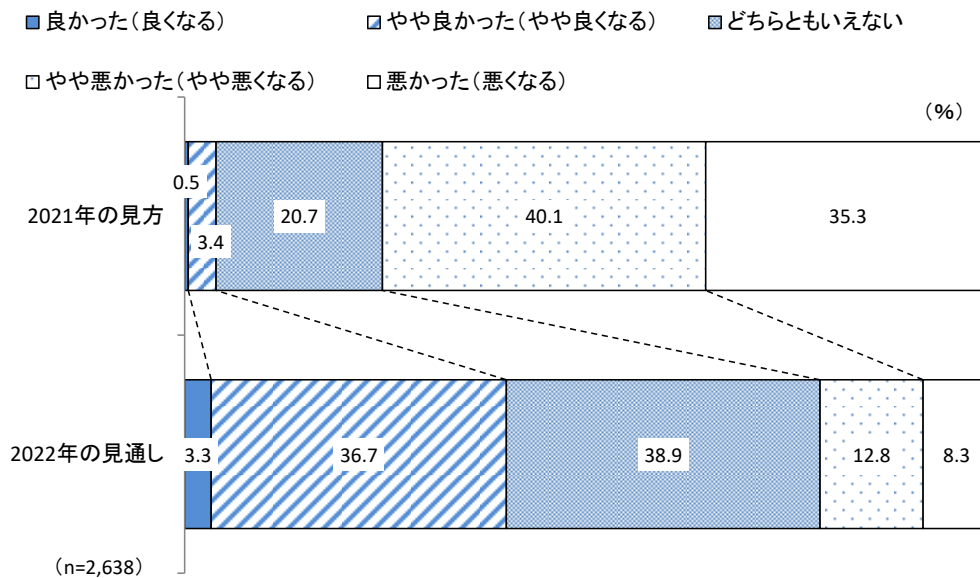 良かった（良くなる）
やや良かった（やや良くなる）
どちらともいえない
やや悪かった（やや悪くなる）
悪かった（悪くなる）
（%）
2021年の見方
0.5
3.4
20.7
40.1
35.3
2022年の見通し
3.3
36.7
38.9
12.8
8.3
(n=2,638)